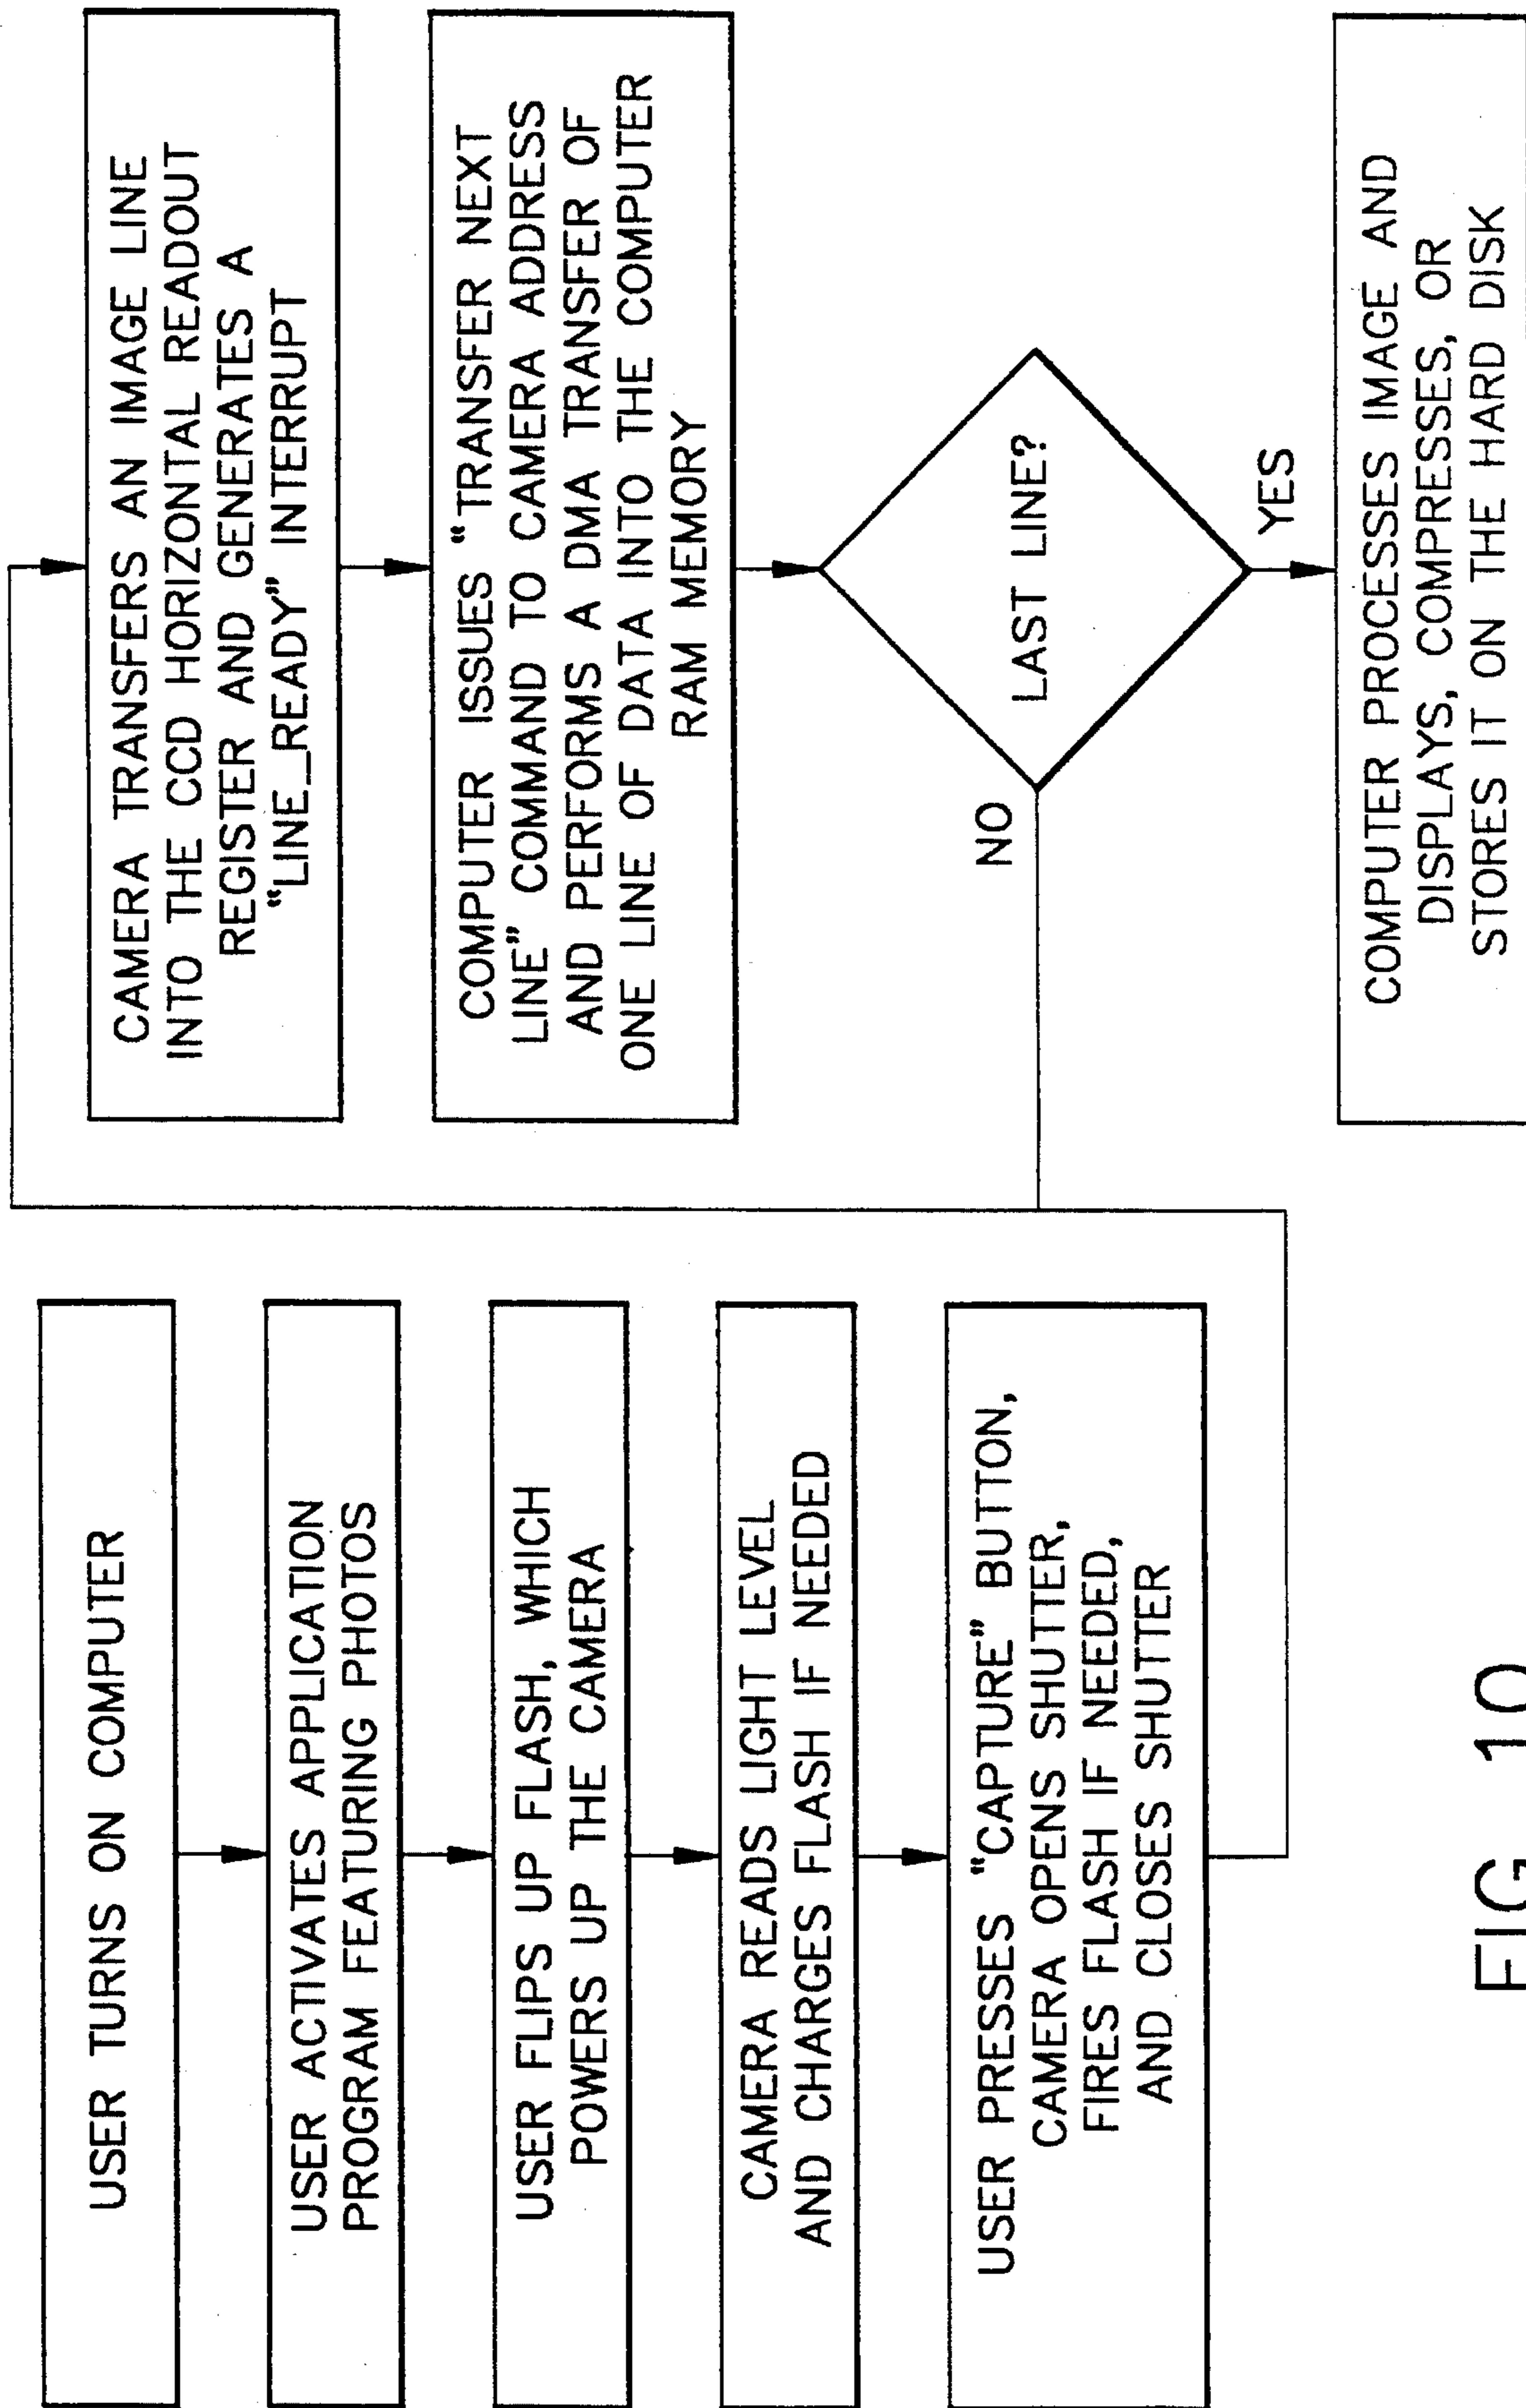 USER TURNS ON COMPUTER
USER ACTIVATES APPLICATION
PROGRAM FEATURING PHOTOS
USER FLIPS UP FLASH, WHICH
POWERS UP THE CAMERA
CAMERA READS LIGHT LEVEL
AND CHARGES FLASH IF NEEDED
USER PRESSES "CAPTURE" BUTTON,
CAMERA OPENS SHUTTER,
FIRES FLASH IF NEEDED,
AND CLOSES SHUTTER
CAMERA TRANSFERS AN IMAGE LINE
INTO THE CCD HORIZONTAL READOUT
REGISTER AND GENERATES A
"LINE_READY" INTERRUPT
COMPUTER ISSUES "TRANSFER NEXT
LINE" COMMAND TO CAMERA ADDRESS
AND PERFORMS A DMA TRANSFER OF
ONE LINE OF DATA INTO THE COMPUTER
RAM MEMORY
NO
LAST LINE?
YES
COMPUTER PROCESSES IMAGE AND
DISPLAYS, COMPRESSES, OR
STORES IT ON THE HARD DISK
FIG 10